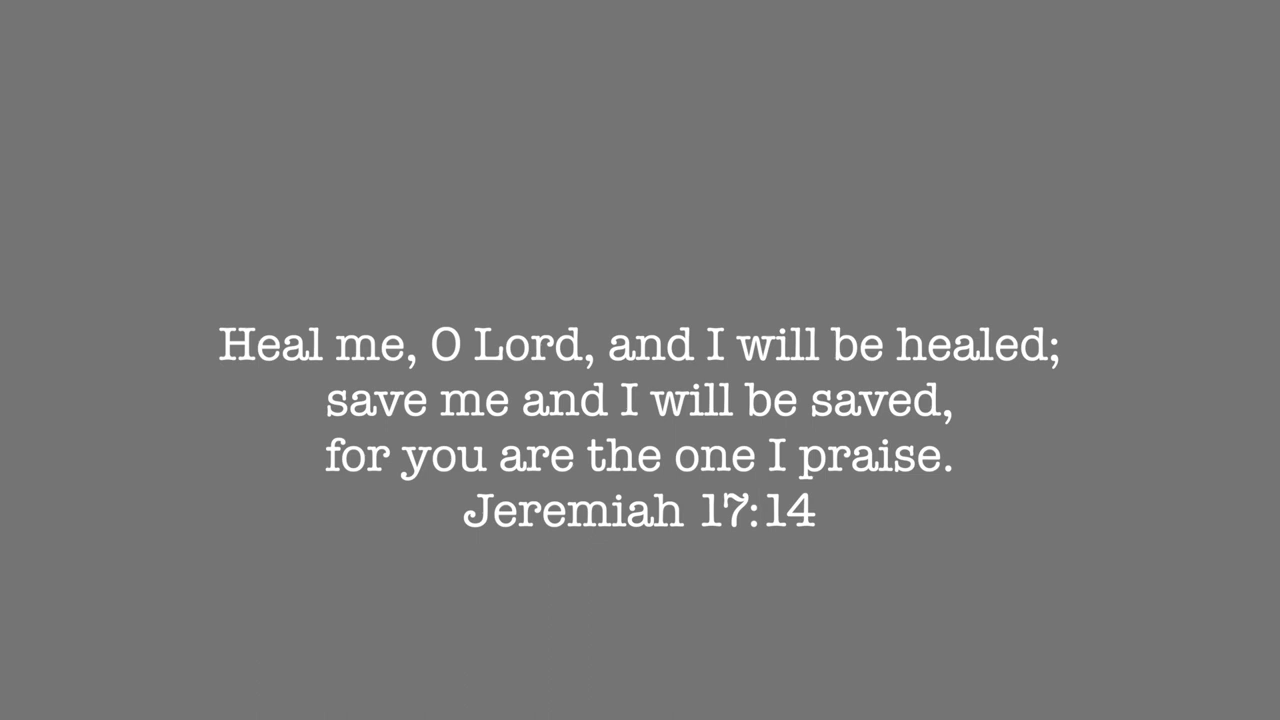 Heal me, O Lord, and I will be healed;
save me and I will be saved,
for you are the one I praise.
Jeremiah 17:14